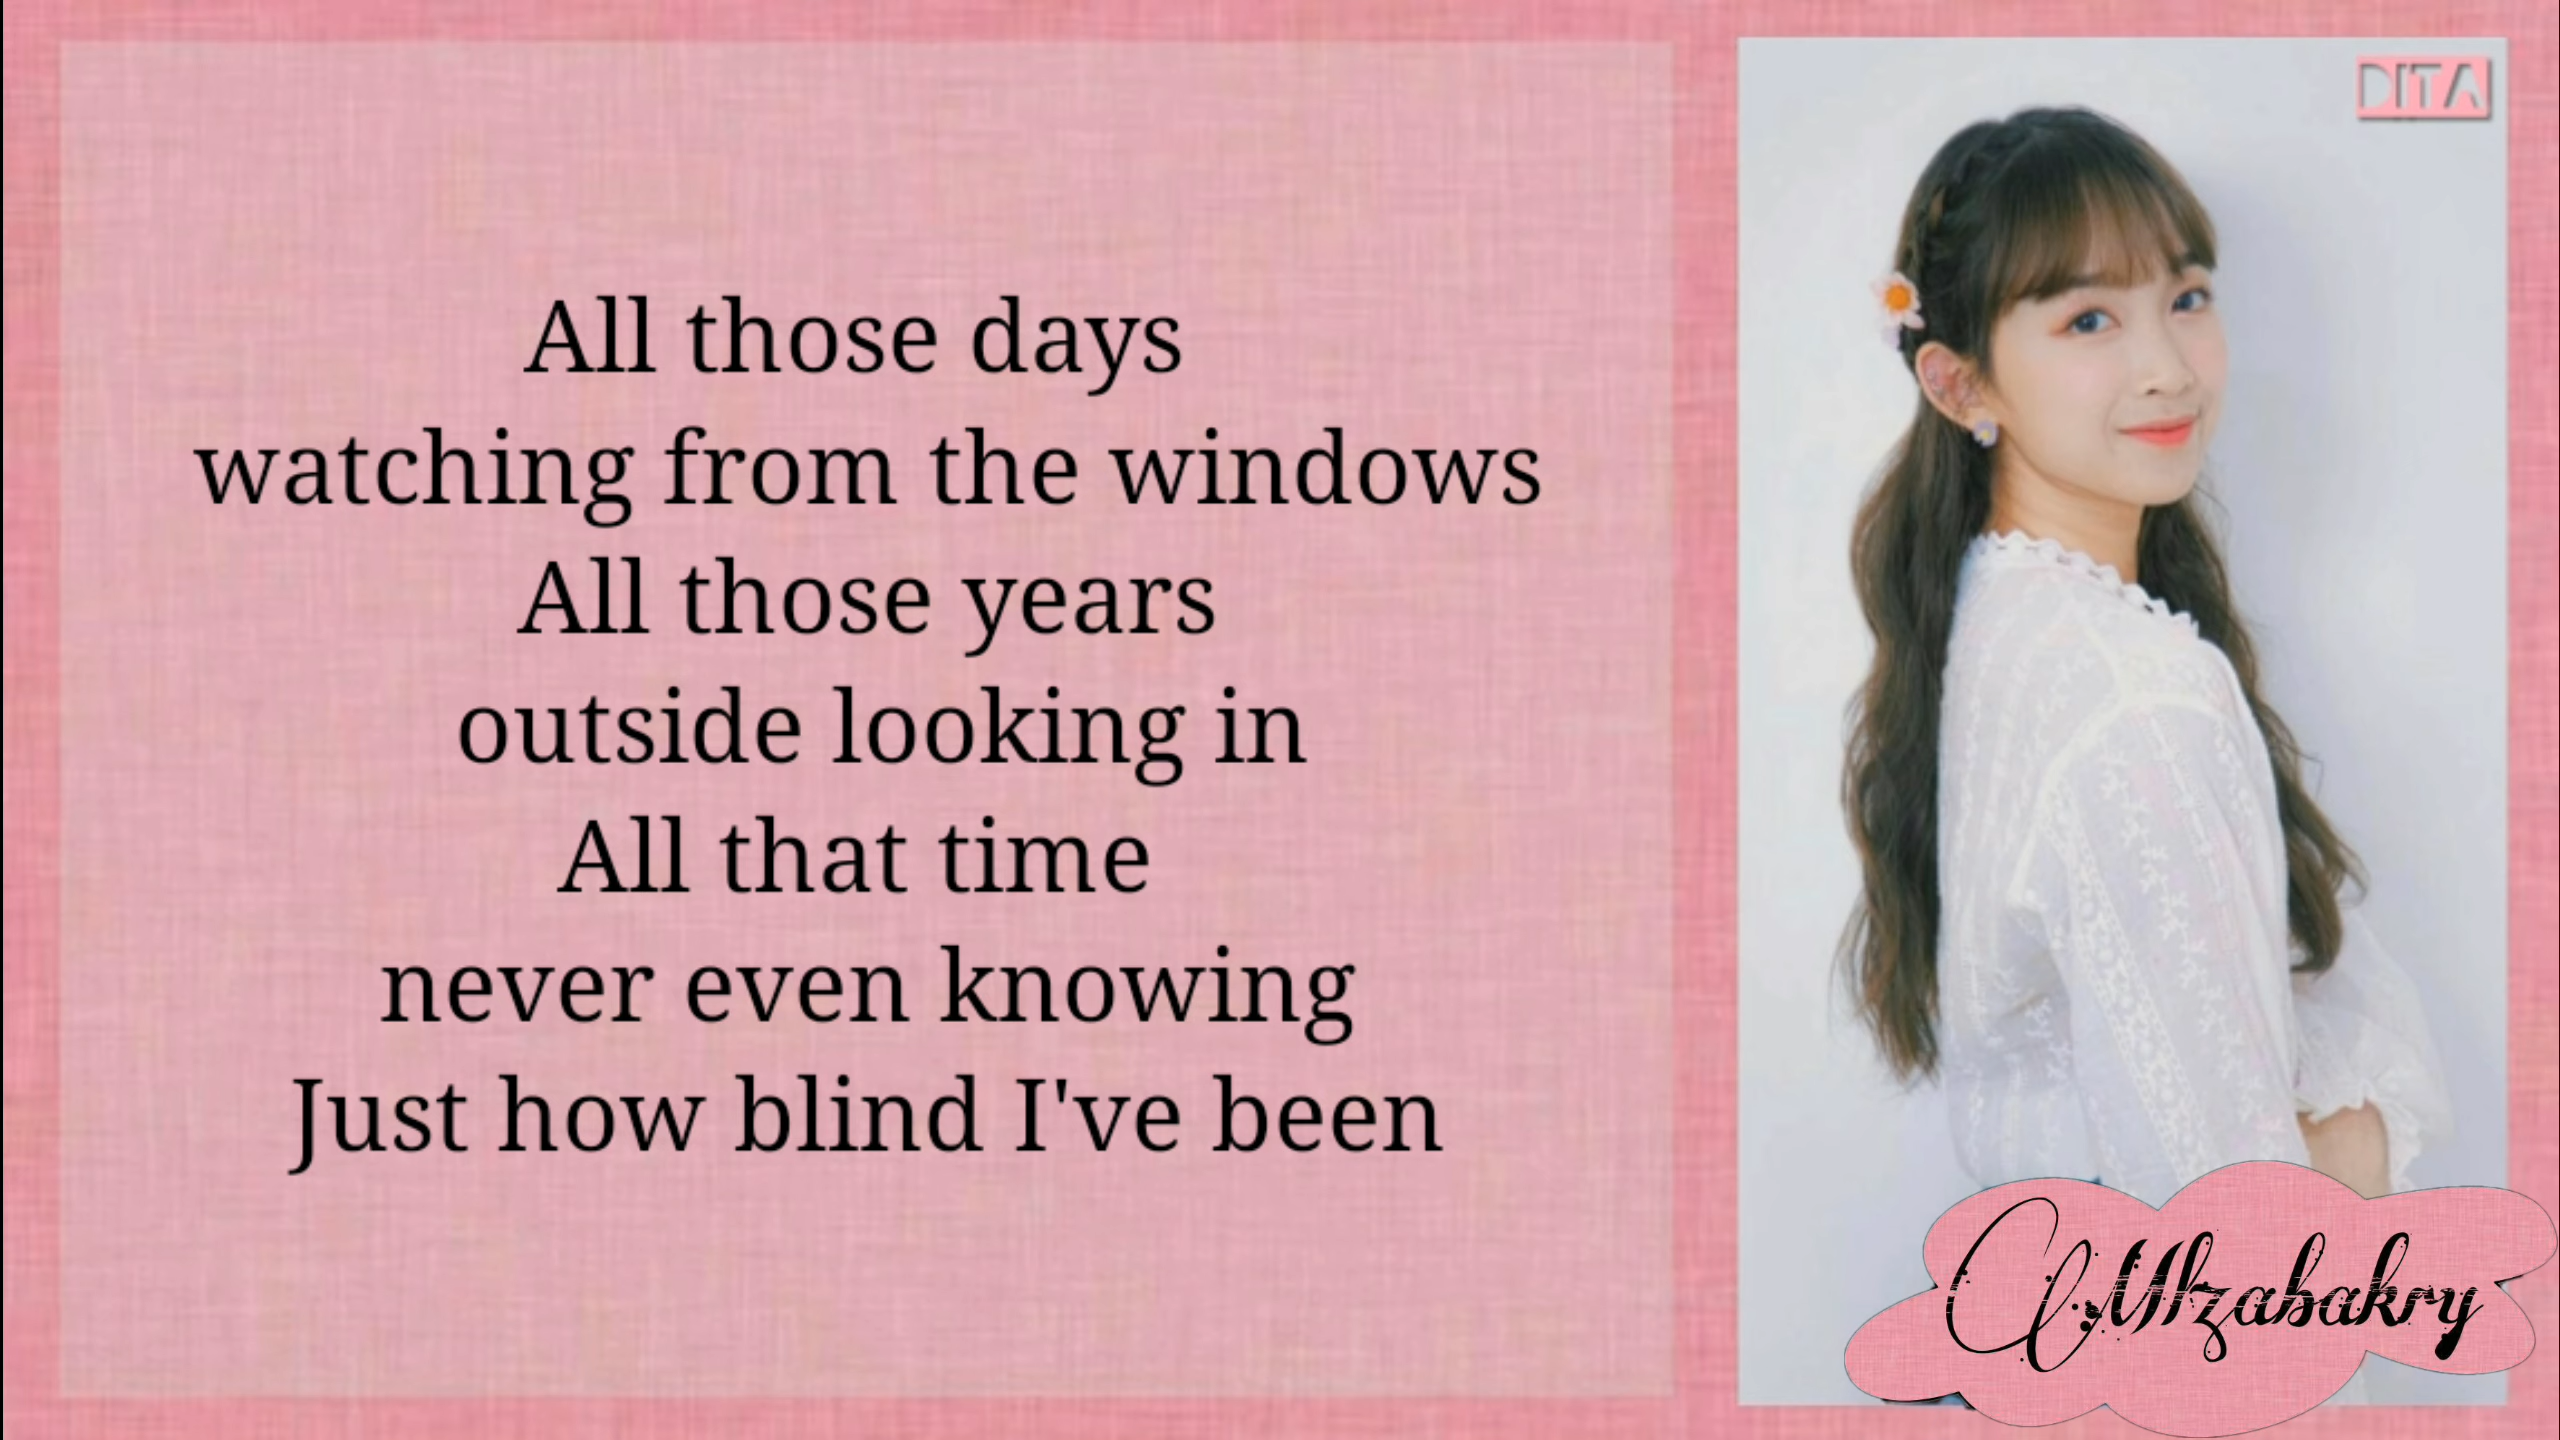 DITA
All those days
watching from the windows
All those years
outside looking in
All that time
never even knowing
Just how blind I've been